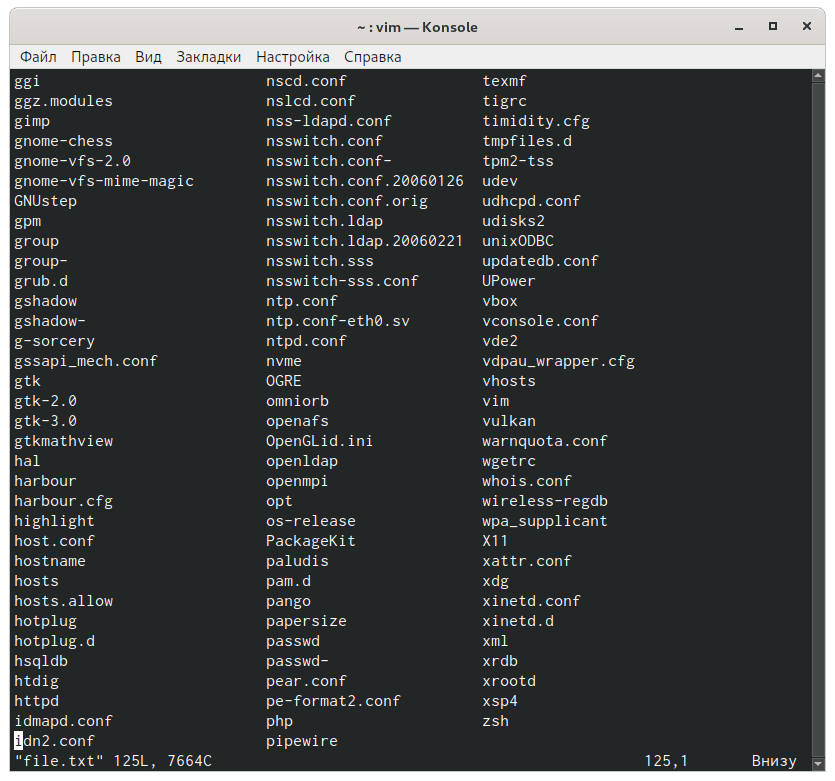 ~ : vim — Konsole
Файл Правка Вид Закладки Настройка Справка
ggi nscd.conf texmf
ggz.modules nslcd.conf tigrc
gimp nss-ldapd.conf timidity.cfg
gnome-chess nsswitch.conf tmpfiles.d
gnome-vfs-2.0 nsswitch.conf- tpm2-tss
gnome-vfs-mime-magic nsswitch.conf.20060126 udev
GNUstep nsswitch.conf.orig udhcpd.conf
gpm nsswitch.ldap udisks2
group nsswitch.ldap.20060221 unixODBC
group- nsswitch.sss updatedb.conf
grub.d nsswitch-sss.conf UPower
gshadow ntp.conf vbox
gshadow- ntp.conf-eth0.sv vconsole.conf
g-sorcery ntpd.conf vde2
gssapi_mech.conf nvme vdpau_wrapper.cfg
gtk OGRE vhosts
gtk-2.0 omniorb vim
gtk-3.0 openafs vulkan
gtkmathview OpenGLid.ini warnquota.conf
hal openldap wgetrc
harbour openmpi whois.conf
harbour.cfg opt wireless-regdb
highlight os-release wpa_supplicant
host.conf PackageKit X11
hostname paludis xattr.conf
hosts pam.d xdg
hosts.allow pango xinetd.conf
hotplug papersize xinetd.d
hotplug.d passwd xml
hsqldb passwd- xrdb
htdig pear.conf xrootd
httpd pe-format2.conf xsp4
idmapd.conf php zsh
idn2.conf pipewire
"file.txt" 125L, 7664C 125,1 Внизу